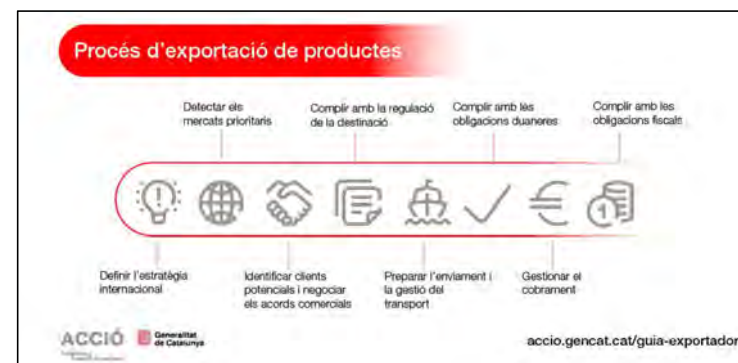 Procés d'exportació de productes
Detectar els
mercats prioritaris
Complir amb la regulació
de la destinació
Complir amb les
obligacions duaneres
Complir amb les
obligacions fiscals
1
Definir l'estratègia
internacional
Identificar clients
potencials i negociar
els acords comercials
Preparar l'enviament i
la gestió del
transport
Gestionar el
cobrament
ACCIÓ
Generalitat
de Catalunya
accio.gencat.cat/guia-exportador